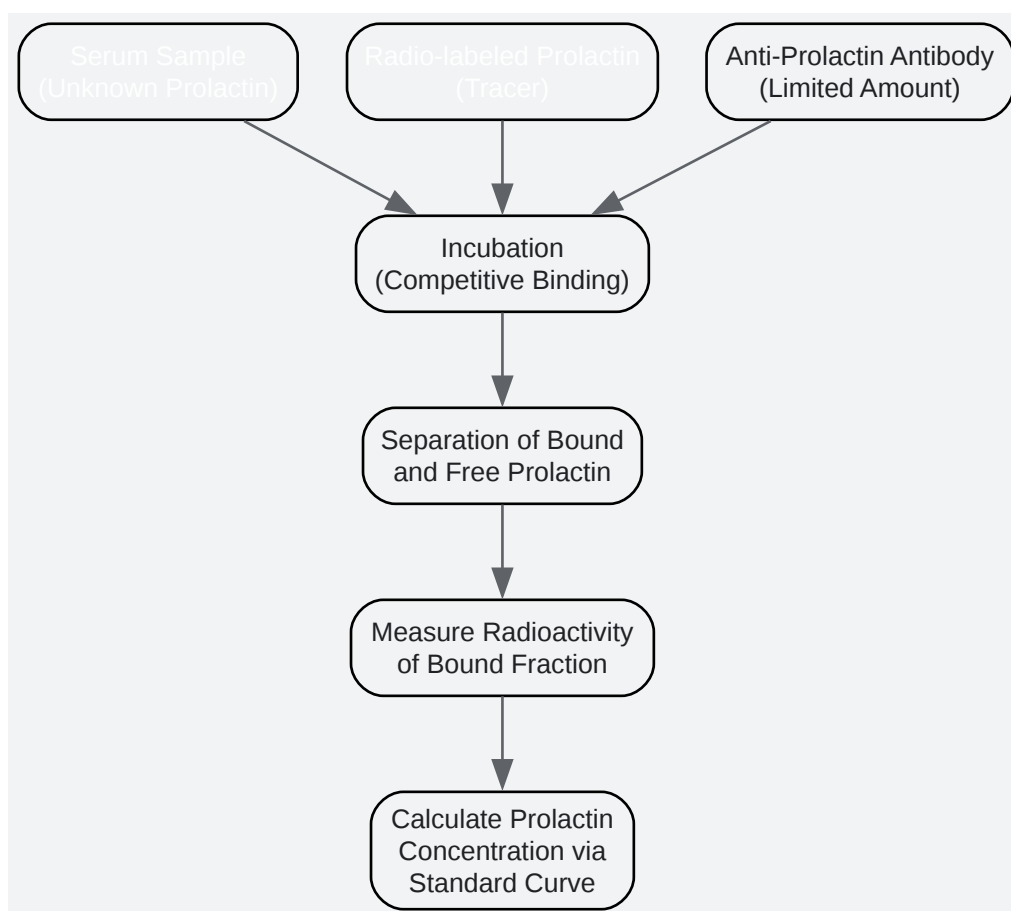 Serum Sample
(Unknown Prolactin)
Radio-labeled Prolactin
(Tracer)
Anti-Prolactin Antibody
(Limited Amount)
Incubation
(Competitive Binding)
Separation of Bound
and Free Prolactin
Measure Radioactivity
of Bound Fraction
Calculate Prolactin
Concentration via
Standard Curve